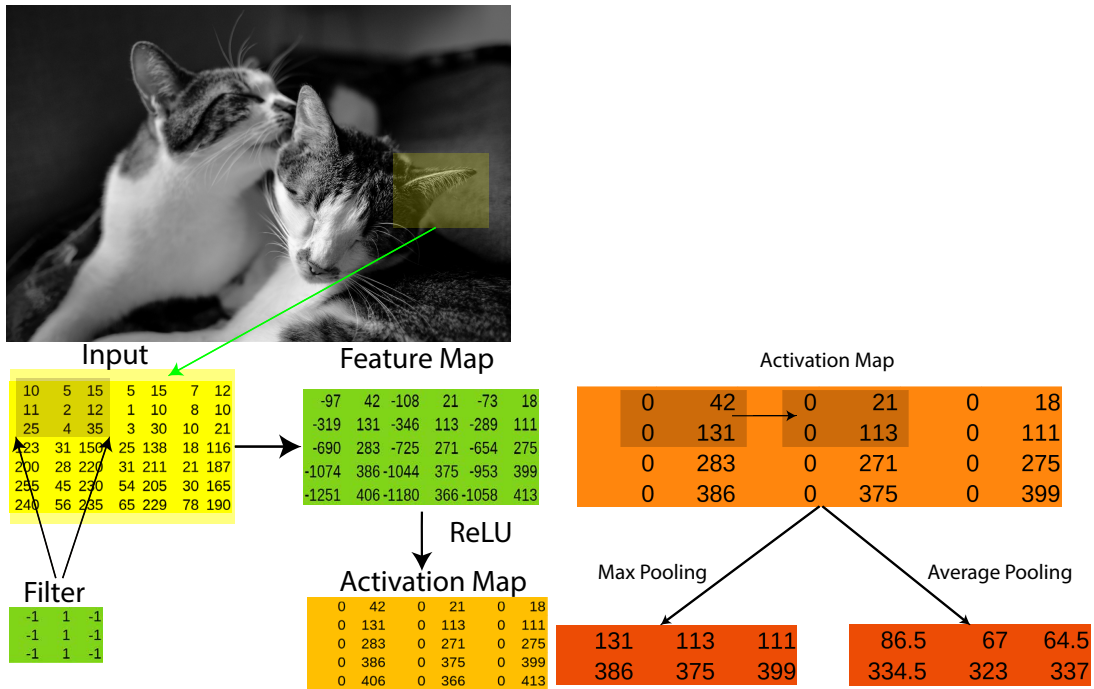 Input
10 5 15 5 15 7 12
11 2 12 1 10 8 10
25 4 35 3 30 10 21
23 31 150 25 138 18 116
200 28 220 31 211 21 187
255 45 230 54 205 30 165
240 56 235 65 229 78 190
Filter
-1 1 -1
-1 1 -1
-1 1 -1
Feature Map
-97 42 -108 21 -73 18
-319 131 -346 113 -289 111
-690 283 -725 271 -654 275
-1074 386 -1044 375 -953 399
-1251 406 -1180 366 -1058 413
ReLU
Activation Map
0 42 0 21 0 18
0 131 0 113 0 111
0 283 0 271 0 275
0 386 0 375 0 399
0 406 0 366 0 413
Activation Map
0 42 0 21 0 18
0 131 0 113 0 111
0 283 0 271 0 275
0 386 0 375 0 399
Max Pooling
131 113 111
386 375 399
Average Pooling
86.5 67 64.5
334.5 323 337